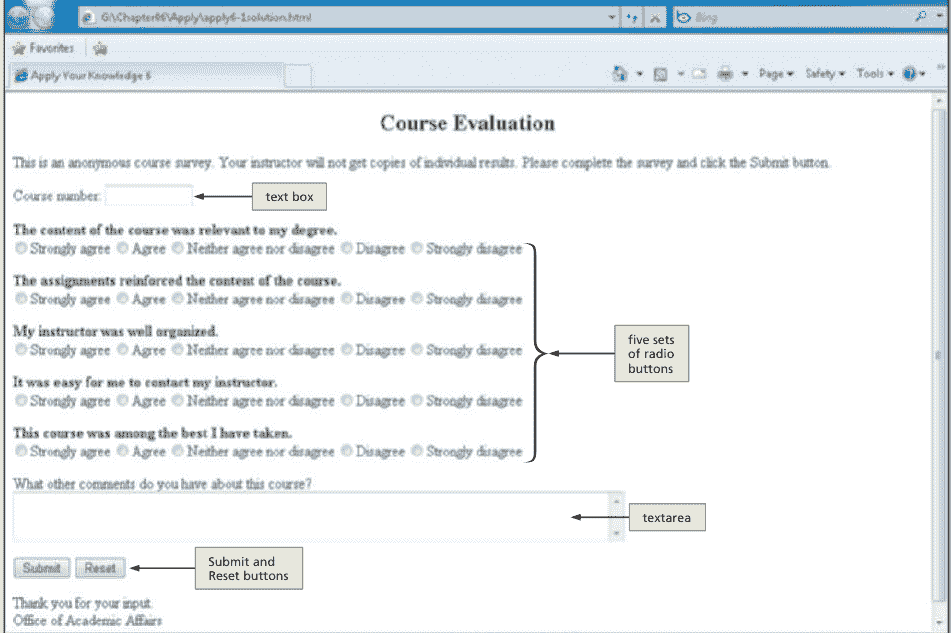 G:\Chapter06\Apply\apply6-1solution.html
Bing
Favorites
Apply Your Knowledge 6
Page Safety Tools
Course Evaluation
This is an anonymous course survey. Your instructor will not get copies of individual results. Please complete the survey and click the Submit button.
Course number:
text box
The content of the course was relevant to my degree.
Strongly agree Agree Neither agree nor disagree Disagree Strongly disagree
The assignments reinforced the content of the course.
Strongly agree Agree Neither agree nor disagree Disagree Strongly disagree
My instructor was well organized.
Strongly agree Agree Neither agree nor disagree Disagree Strongly disagree
five sets
of radio
buttons
It was easy for me to contact my instructor.
Strongly agree Agree Neither agree nor disagree Disagree Strongly disagree
This course was among the best I have taken.
Strongly agree Agree Neither agree nor disagree Disagree Strongly disagree
What other comments do you have about this course?
textarea
Submit Reset
Submit and
Reset buttons
Thank you for your input.
Office of Academic Affairs